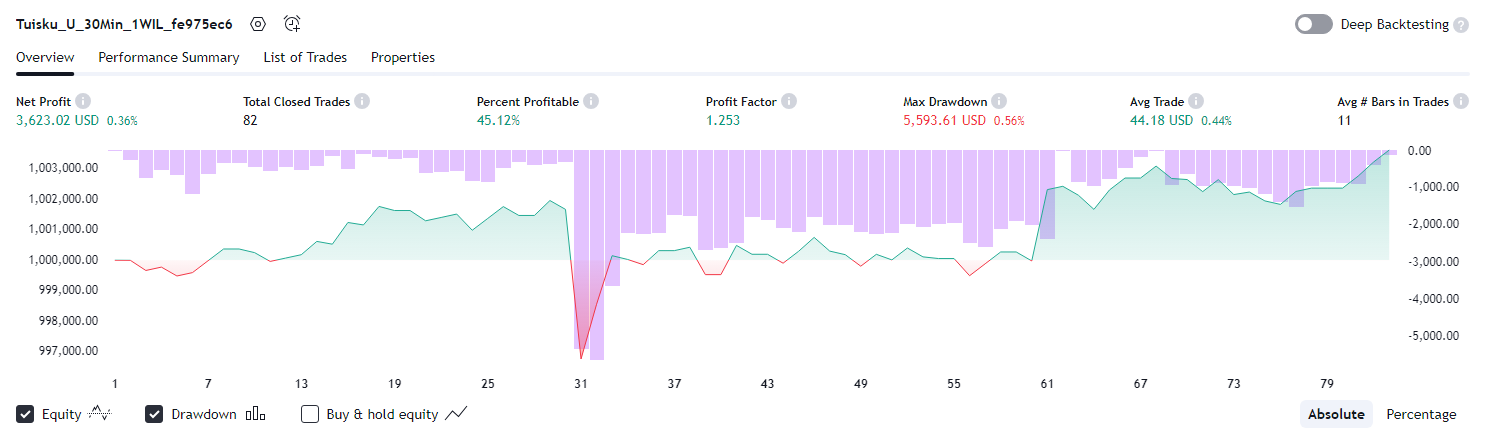 Tuisku_U_30Min_1WIL_fe975ec6 Deep Backtesting ?
Overview Performance Summary List of Trades Properties
Net Profit i Total Closed Trades i Percent Profitable i Profit Factor i Max Drawdown i Avg Trade i Avg # Bars in Trades i
3,623.02 USD 0.36% 82 45.12% 1.253 5,593.61 USD 0.56% 44.18 USD 0.44% 11
0.00
1,003,000.00
-1,000.00
1,002,000.00
-2,000.00
1,001,000.00
1,000,000.00 -3,000.00
999,000.00
-4,000.00
998,000.00
-5,000.00
997,000.00
1 7 13 19 25 31 37 43 49 55 61 67 73 79
Equity Drawdown Buy & hold equity Absolute Percentage